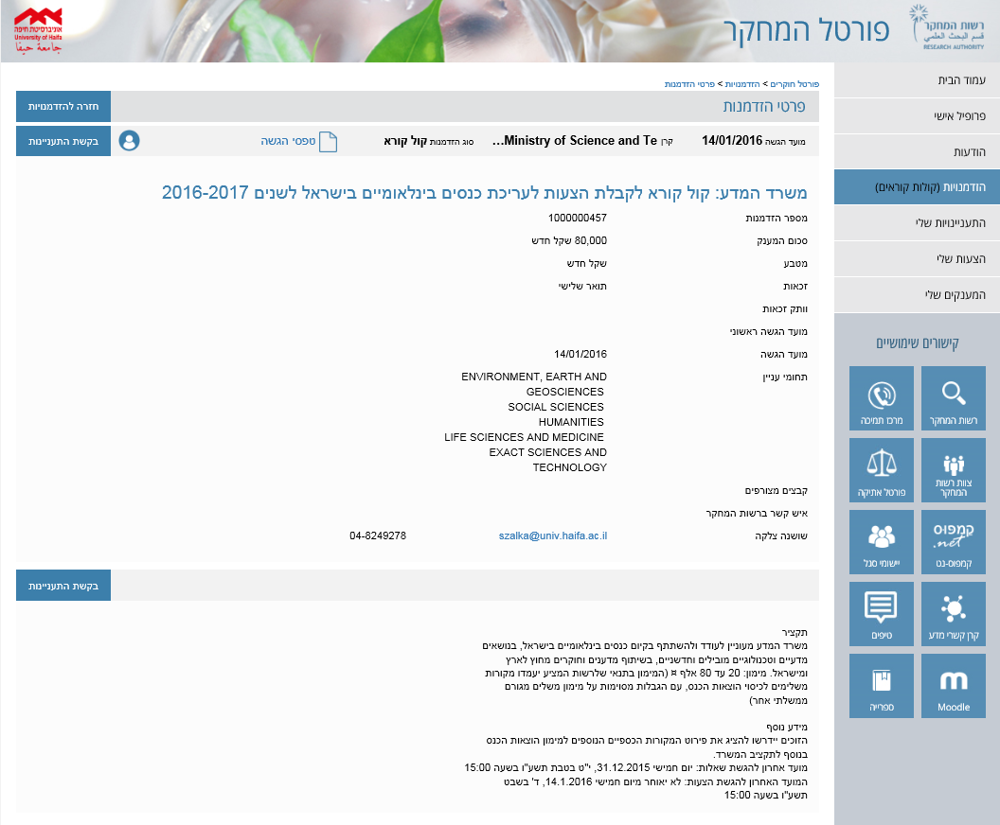 אוניברסיטת חיפה
University of Haifa
جامعة حيفا
פורטל המחקר
רשות המחקר
قسم البحث العلمي
RESEARCH AUTHORITY
עמוד הבית
פרופיל אישי
הודעות
הזדמנויות (קולות קוראים)
התעניינויות שלי
הצעות שלי
המענקים שלי
קישורים שימושיים
רשות המחקר
מרכז תמיכה
צוות רשות
המחקר
פורטל אתיקה
קמפוס
.net
קמפוס-נט
יישומי סגל
קרן קשרי מדע
טיפים
Moodle
ספרייה
פורטל חוקרים > הזדמנויות > פרטי הזדמנות
פרטי הזדמנות
חזרה להזדמנויות
מועד הגשה 14/01/2016 קרן Ministry of Science and Te... סוג הזדמנות קול קורא טפסי הגשה
בקשת התעניינות
משרד המדע: קול קורא לקבלת הצעות לעריכת כנסים בינלאומיים בישראל לשנים 2016-2017
מספר הזדמנות 1000000457
סכום המענק 80,000 שקל חדש
מטבע שקל חדש
זכאות תואר שלישי
וותק זכאות
מועד הגשה ראשוני
מועד הגשה 14/01/2016
תחומי עניין ENVIRONMENT, EARTH AND
GEOSCIENCES
SOCIAL SCIENCES
HUMANITIES
LIFE SCIENCES AND MEDICINE
EXACT SCIENCES AND
TECHNOLOGY
קבצים מצורפים
איש קשר ברשות המחקר
שושנה צלקה szalka@univ.haifa.ac.il 04-8249278
בקשת התעניינות
תקציר
משרד המדע מעוניין לעודד ולהשתתף בקיום כנסים בינלאומיים בישראל, בנושאים
מדעיים וטכנולוגיים מובילים וחדשניים, בשיתוף מדענים וחוקרים מחוץ לארץ
ומישראל. מימון: 20 עד 80 אלף ¤ (המימון בתנאי שלרשות המציע יעמדו מקורות
משלימים לכיסוי הוצאות הכנס, עם הגבלות מסוימות על מימון משלים מגורם
ממשלתי אחר)
מידע נוסף
הזוכים יידרשו להציג את פירוט המקורות הכספיים הנוספים למימון הוצאות הכנס
בנוסף לתקציב המשרד.
מועד אחרון להגשת שאלות: יום חמישי 31.12.2015, י"ט בטבת תשע"ו בשעה 15:00
המועד האחרון להגשת הצעות: לא יאוחר מיום חמישי 14.1.2016, ד' בשבט
תשע"ו בשעה 15:00